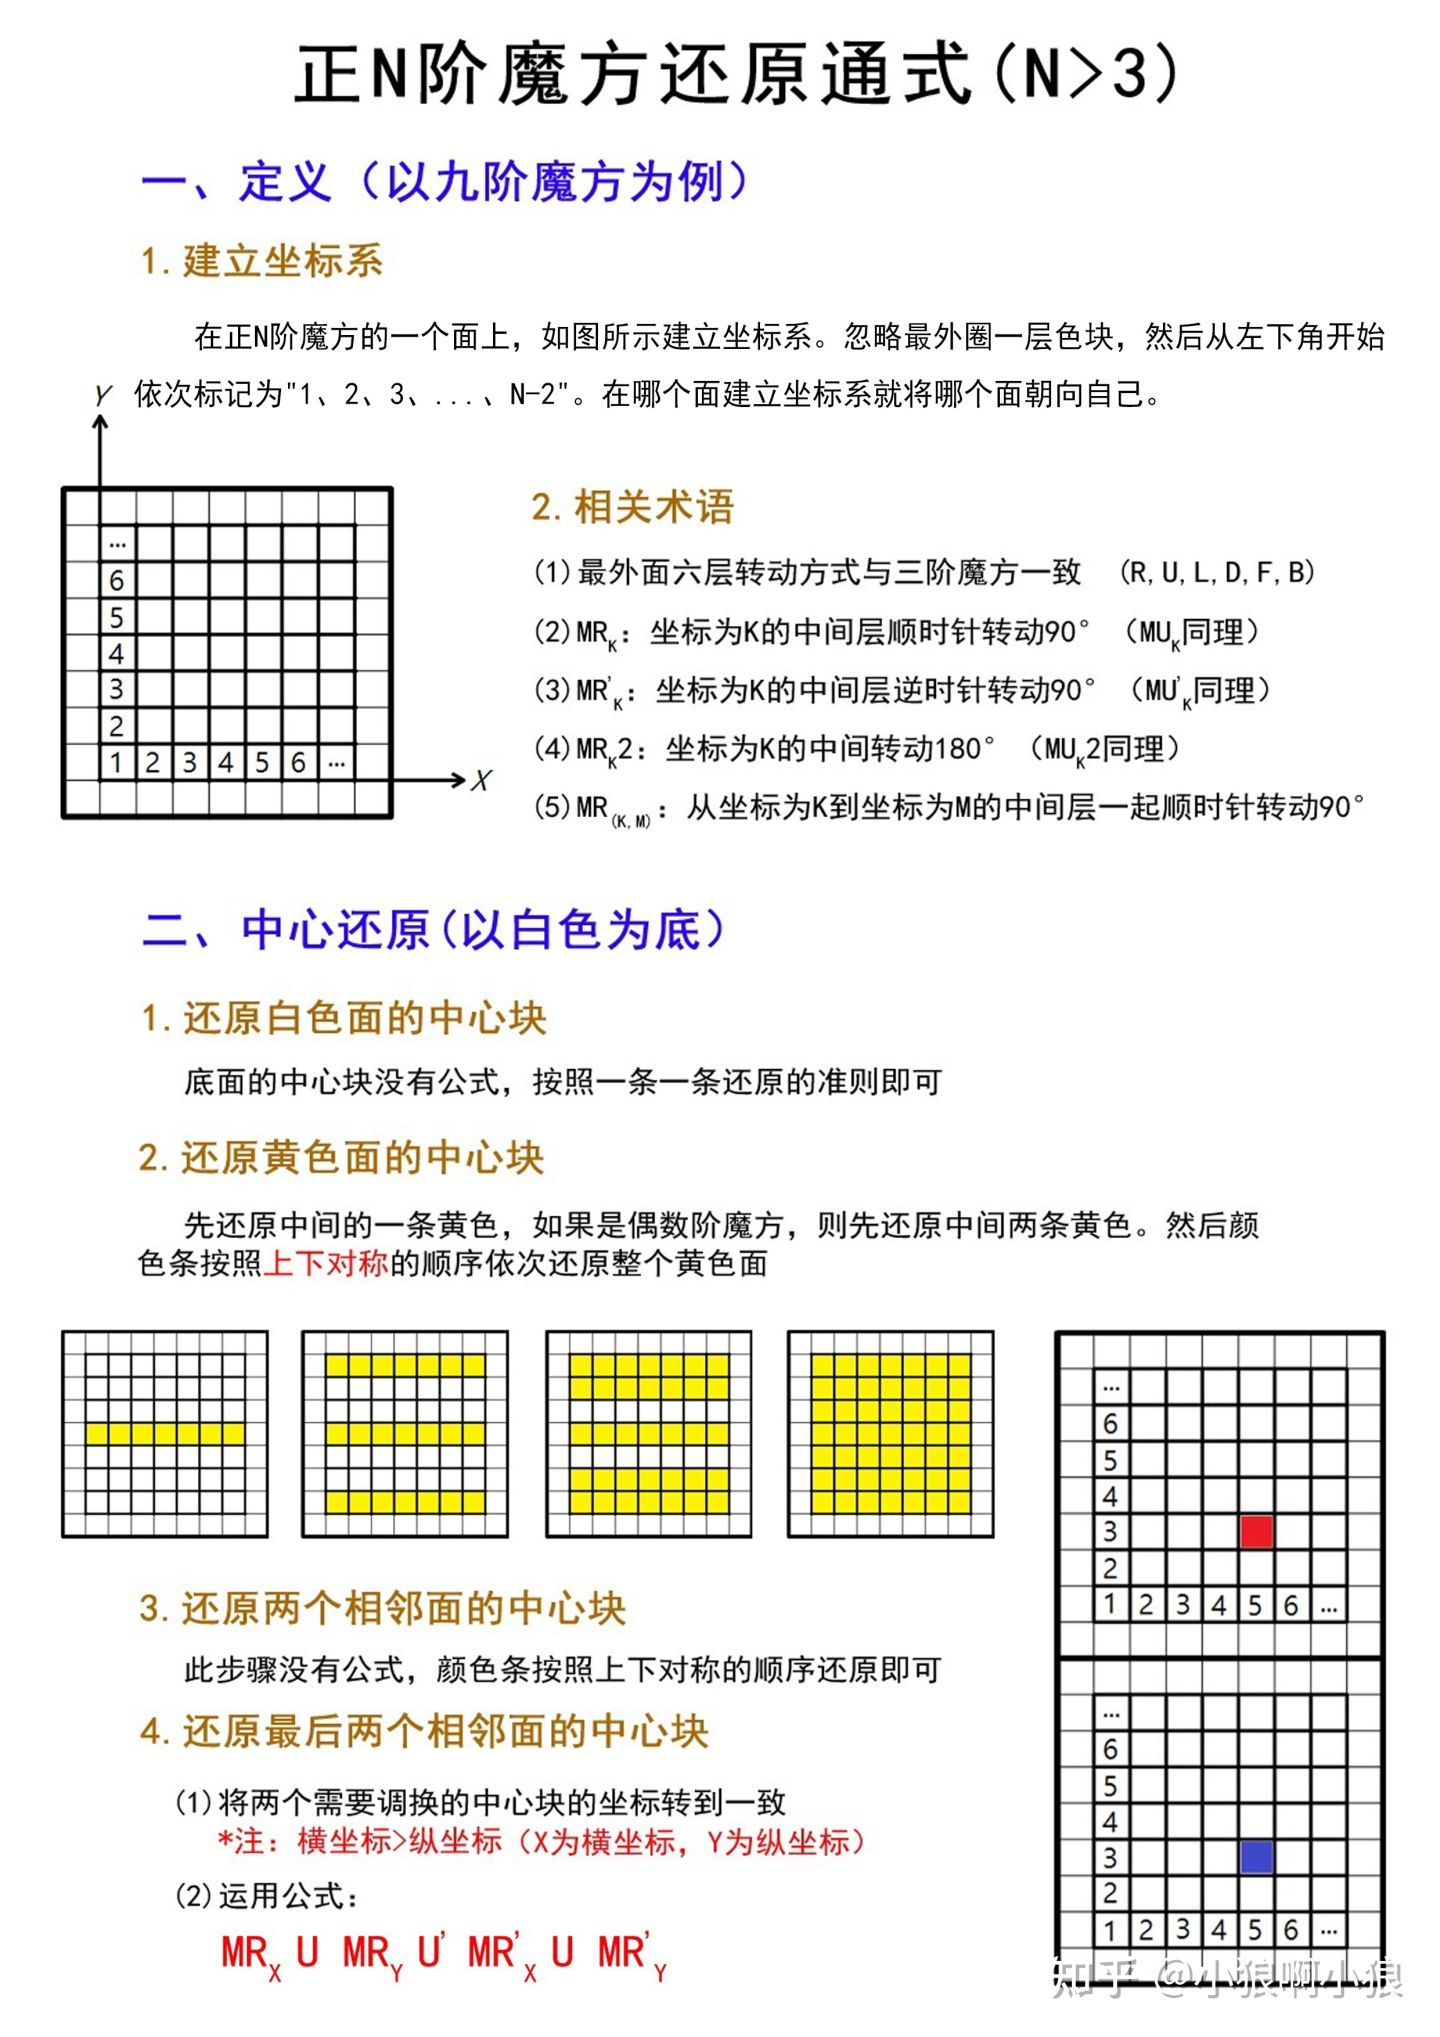 正N阶魔方还原通式(N>3)
一、定义（以九阶魔方为例）
1.建立坐标系
在正N阶魔方的一个面上，如图所示建立坐标系。忽略最外圈一层色块，然后从左下角开始
依次标记为"1、2、3、...、N-2"。在哪个面建立坐标系就将哪个面朝向自己。
Y
...
6
5
4
3
2
1 2 3 4 5 6 ...
X
2.相关术语
(1)最外面六层转动方式与三阶魔方一致 (R,U,L,D,F,B)
(2)MRK：坐标为K的中间层顺时针转动90°（MUK同理）
(3)MR'K：坐标为K的中间层逆时针转动90°（MU'K同理）
(4)MRK2：坐标为K的中间转动180°（MUK2同理）
(5)MR(K,M)：从坐标为K到坐标为M的中间层一起顺时针转动90°
二、中心还原(以白色为底）
1.还原白色面的中心块
底面的中心块没有公式，按照一条一条还原的准则即可
2.还原黄色面的中心块
先还原中间的一条黄色，如果是偶数阶魔方，则先还原中间两条黄色。然后颜
色条按照上下对称的顺序依次还原整个黄色面
3.还原两个相邻面的中心块
此步骤没有公式，颜色条按照上下对称的顺序还原即可
4.还原最后两个相邻面的中心块
(1)将两个需要调换的中心块的坐标转到一致
*注：横坐标>纵坐标（X为横坐标，Y为纵坐标）
(2)运用公式：
MRX U MRY U' MR'X U MR'Y
...
6
5
4
3
2
1 2 3 4 5 6 ...
...
6
5
4
3
2
1 2 3 4 5 6 ...
知乎 @小狼啊小狼